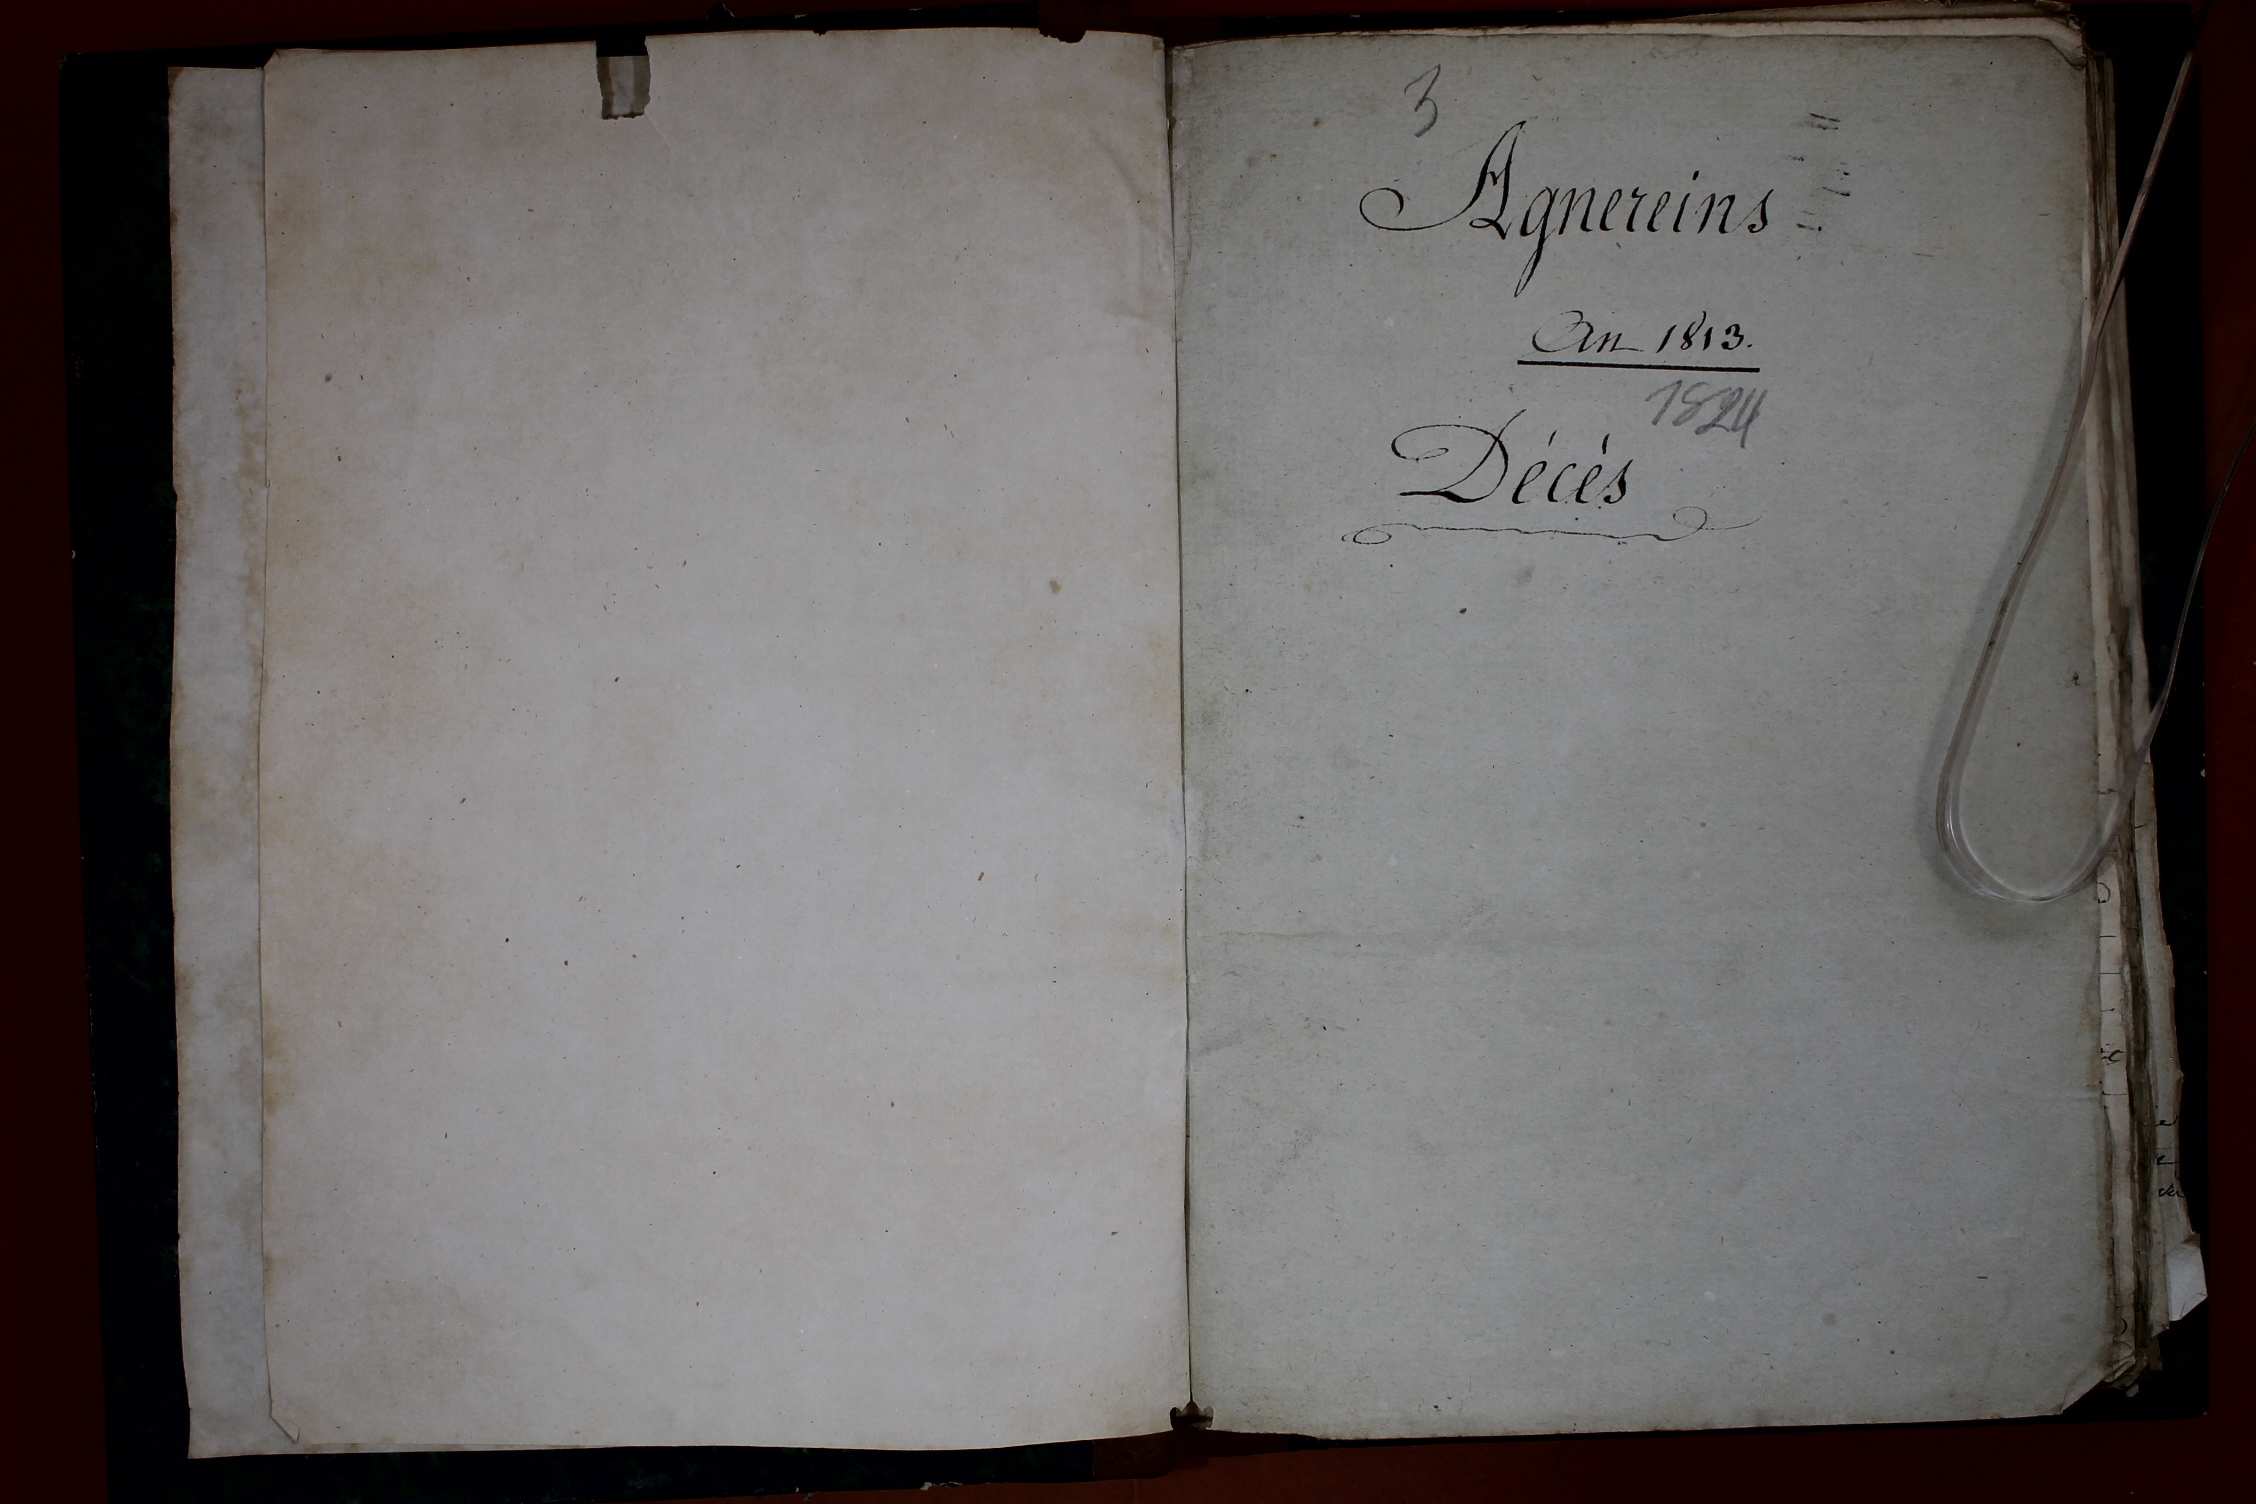 3
Agnereins
An 1813.
1824
Décès